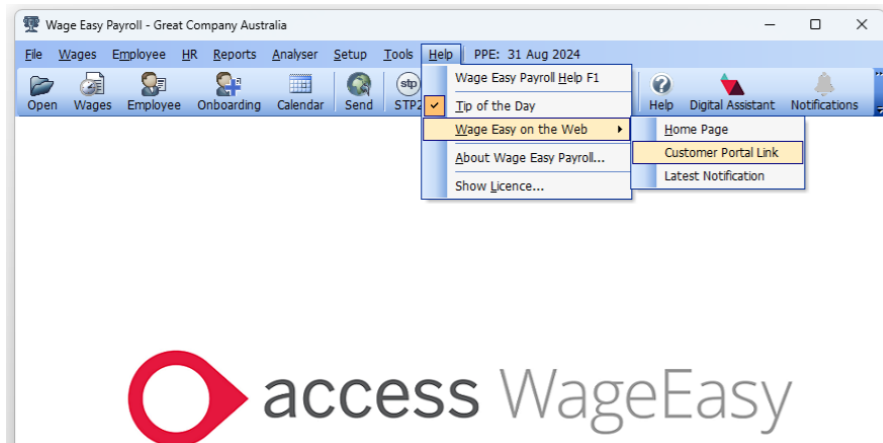 Wage Easy Payroll - Great Company Australia
File Wages Employee HR Reports Analyser Setup Tools Help PPE: 31 Aug 2024
Open Wages Employee Onboarding Calendar Send STP2 Help Digital Assistant Notifications
stp
Wage Easy Payroll Help F1
Tip of the Day
Wage Easy on the Web
About Wage Easy Payroll...
Show Licence...
Home Page
Customer Portal Link
Latest Notification
access WageEasy